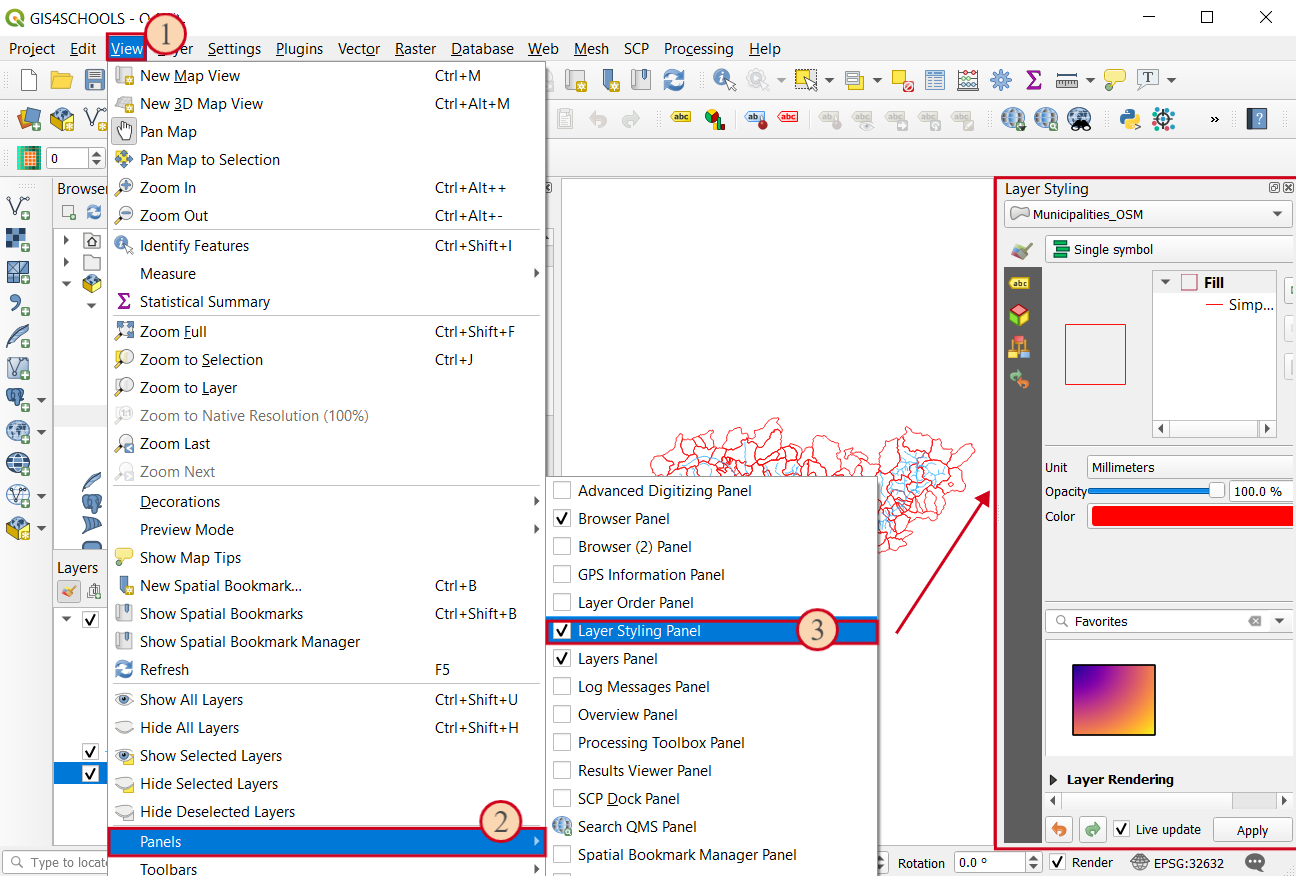 GIS4SCHOOLS - Q
1
Project Edit View Layer Settings Plugins Vector Raster Database Web Mesh SCP Processing Help
New Map View Ctrl+M
New 3D Map View Ctrl+Alt+M
Pan Map
Pan Map to Selection
Zoom In Ctrl+Alt++
Zoom Out Ctrl+Alt+-
Identify Features Ctrl+Shift+I
Measure
Statistical Summary
Zoom Full Ctrl+Shift+F
Zoom to Selection Ctrl+J
Zoom to Layer
Zoom to Native Resolution (100%)
Zoom Last
Zoom Next
Decorations
Preview Mode
Show Map Tips
New Spatial Bookmark... Ctrl+B
Show Spatial Bookmarks Ctrl+Shift+B
Show Spatial Bookmark Manager
Refresh F5
Show All Layers Ctrl+Shift+U
Hide All Layers Ctrl+Shift+H
Show Selected Layers
Hide Selected Layers
Hide Deselected Layers
2
Panels
Toolbars
Advanced Digitizing Panel
Browser Panel
Browser (2) Panel
GPS Information Panel
Layer Order Panel
Layer Styling Panel
3
Layers Panel
Log Messages Panel
Overview Panel
Processing Toolbox Panel
Results Viewer Panel
SCP Dock Panel
Search QMS Panel
Spatial Bookmark Manager Panel
0
Browser
Layers
Type to locat
abc
abc
abc
T
Layer Styling
Municipalities_OSM
Single symbol
abc
Fill
Simp...
Unit Millimeters
Opacity 100.0 %
Color
Favorites
Layer Rendering
Live update Apply
Rotation 0.0 ° Render EPSG:32632